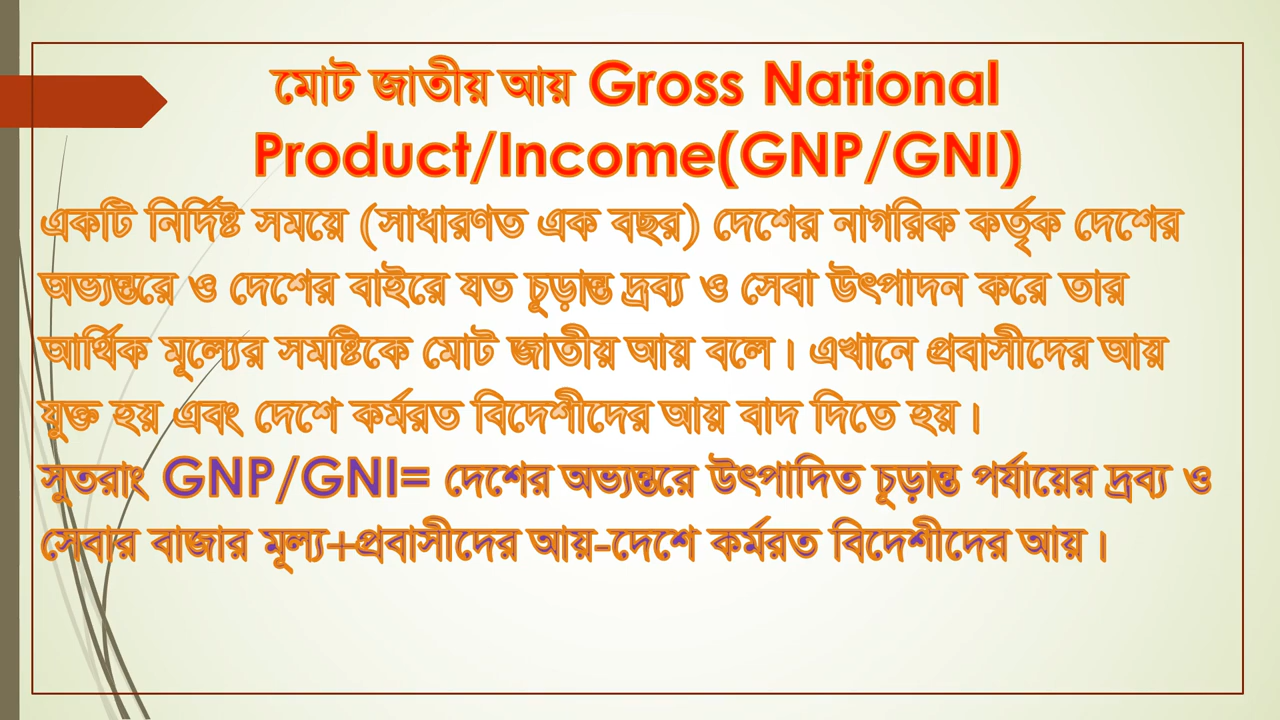 মোট জাতীয় আয় Gross National
Product/Income(GNP/GNI)
একটি নির্দিষ্ট সময়ে (সাধারণত এক বছর) দেশের নাগরিক কর্তৃক দেশের
অভ্যন্তরে ও দেশের বাইরে যত চূড়ান্ত দ্রব্য ও সেবা উৎপাদন করে তার
আর্থিক মূল্যের সমষ্টিকে মোট জাতীয় আয় বলে। এখানে প্রবাসীদের আয়
যুক্ত হয় এবং দেশে কর্মরত বিদেশীদের আয় বাদ দিতে হয়।
সুতরাং GNP/GNI= দেশের অভ্যন্তরে উৎপাদিত চূড়ান্ত পর্যায়ের দ্রব্য ও
সেবার বাজার মূল্য+প্রবাসীদের আয়-দেশে কর্মরত বিদেশীদের আয়।